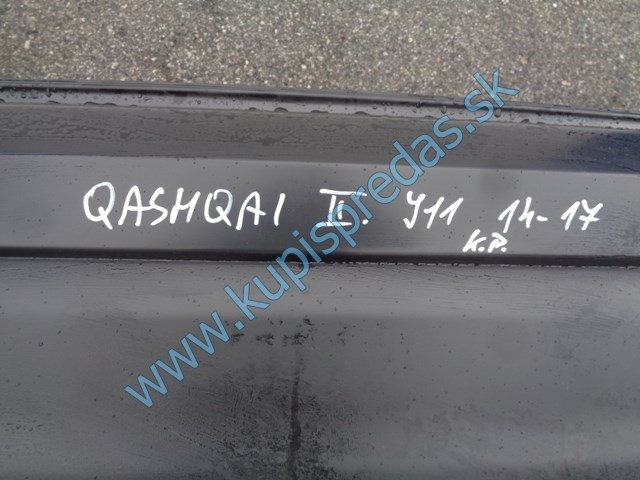 QASHQAI II. J11 14-17
K.P.
www.kupispredas.sk